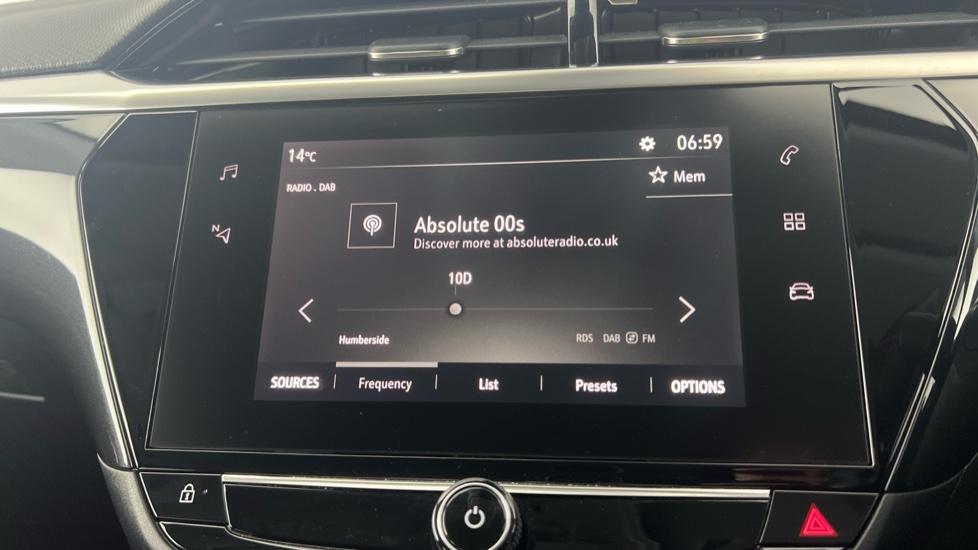 14°C 06:59
Mem
RADIO . DAB
Absolute 00s
Discover more at absoluteradio.co.uk
10D
Humberside RDS DAB FM
SOURCES Frequency List Presets OPTIONS
N